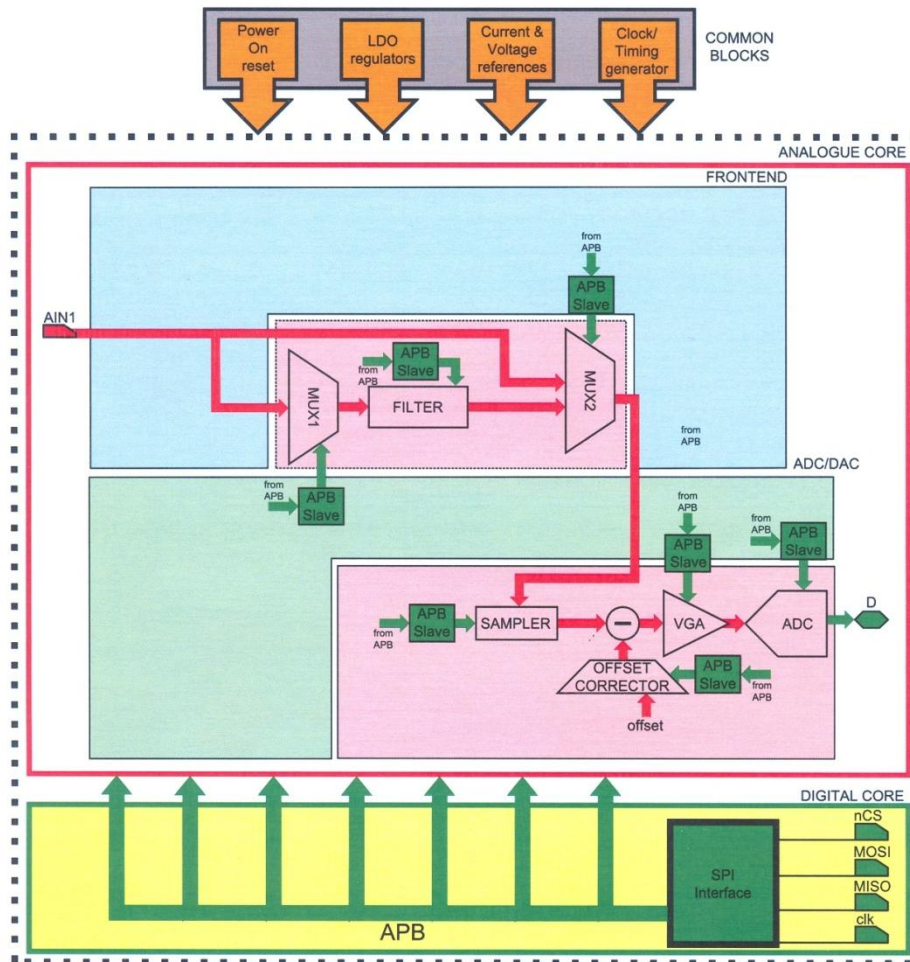 Power
On
reset
LDO
regulators
Current &
Voltage
references
Clock/
Timing
generator
COMMON
BLOCKS
ANALOGUE CORE
FRONTEND
from
APB
APB
Slave
AIN1
MUX1
from
APB
APB
Slave
FILTER
MUX2
from
APB
ADC/DAC
from
APB
APB
Slave
from
APB
APB
Slave
from
APB
APB
Slave
from
APB
APB
Slave
SAMPLER
VGA
ADC
D
OFFSET
CORRECTOR
APB
Slave
from
APB
offset
DIGITAL CORE
nCS
MOSI
MISO
clk
SPI
Interface
APB